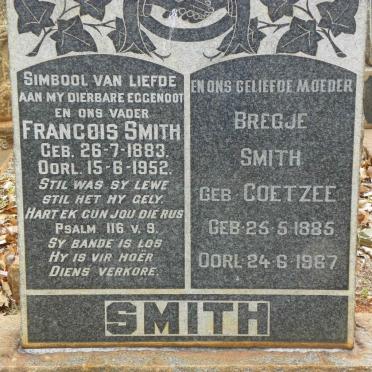 SIMBOOL VAN LIEFDE
AAN MY DIERBARE EGGENOOT
EN ONS VADER
FRANCOIS SMITH
GEB. 26-7-1883.
OORL. 15-6-1952.
STIL WAS SY LEWE
STIL HET HY GELY.
HART EK GUN JOU DIE RUS
PSALM 116 V. 9.
SY BANDE IS LOS
HY IS VIR HOËR
DIENS VERKORE.
EN ONS GELIEFDE MOEDER
BREGJE
SMITH
GEB. COETZEE
GEB. 25-5-1885
OORL. 24-6-1967
SMITH